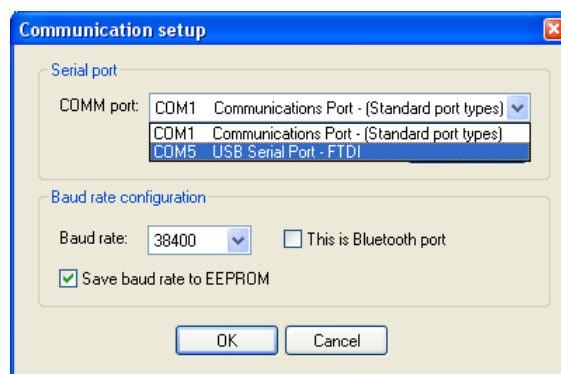 Communication setup
Serial port
COMM port: COM1 Communications Port - (Standard port types)
COM1 Communications Port - (Standard port types)
COM5 USB Serial Port - FTDI
Baud rate configuration
Baud rate: 38400 This is Bluetooth port
Save baud rate to EEPROM
OK Cancel